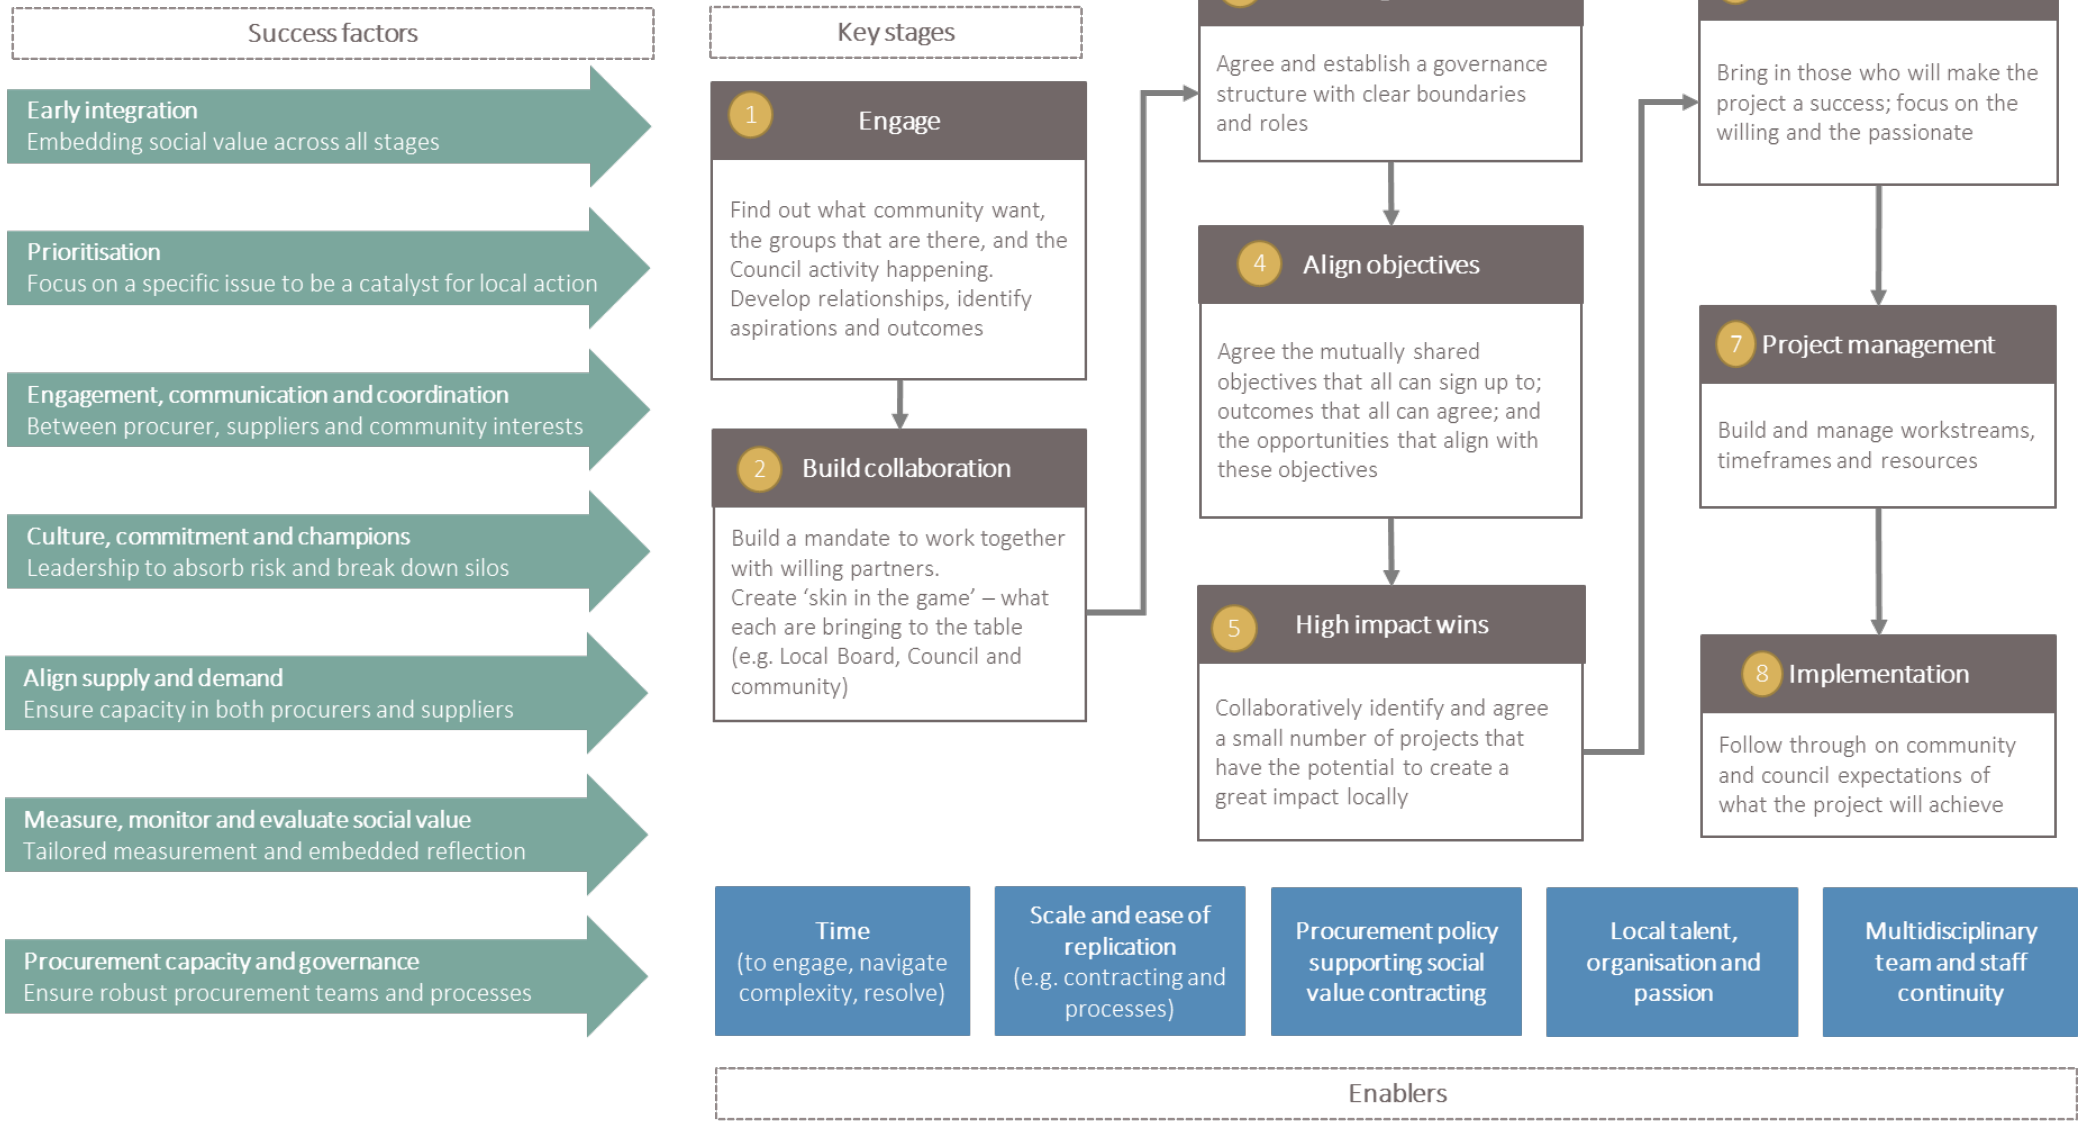 Success factors
Early integration
Embedding social value across all stages
Prioritisation
Focus on a specific issue to be a catalyst for local action
Engagement, communication and coordination
Between procurer, suppliers and community interests
Culture, commitment and champions
Leadership to absorb risk and break down silos
Align supply and demand
Ensure capacity in both procurers and suppliers
Measure, monitor and evaluate social value
Tailored measurement and embedded reflection
Procurement capacity and governance
Ensure robust procurement teams and processes
Key stages
1 Engage
Find out what community want,
the groups that are there, and the
Council activity happening.
Develop relationships, identify
aspirations and outcomes
2 Build collaboration
Build a mandate to work together
with willing partners.
Create ‘skin in the game’ – what
each are bringing to the table
(e.g. Local Board, Council and
community)
Agree and establish a governance
structure with clear boundaries
and roles
4 Align objectives
Agree the mutually shared
objectives that all can sign up to;
outcomes that all can agree; and
the opportunities that align with
these objectives
5 High impact wins
Collaboratively identify and agree
a small number of projects that
have the potential to create a
great impact locally
Bring in those who will make the
project a success; focus on the
willing and the passionate
7 Project management
Build and manage workstreams,
timeframes and resources
8 Implementation
Follow through on community
and council expectations of
what the project will achieve
Time
(to engage, navigate
complexity, resolve)
Scale and ease of
replication
(e.g. contracting and
processes)
Procurement policy
supporting social
value contracting
Local talent,
organisation and
passion
Multidisciplinary
team and staff
continuity
Enablers